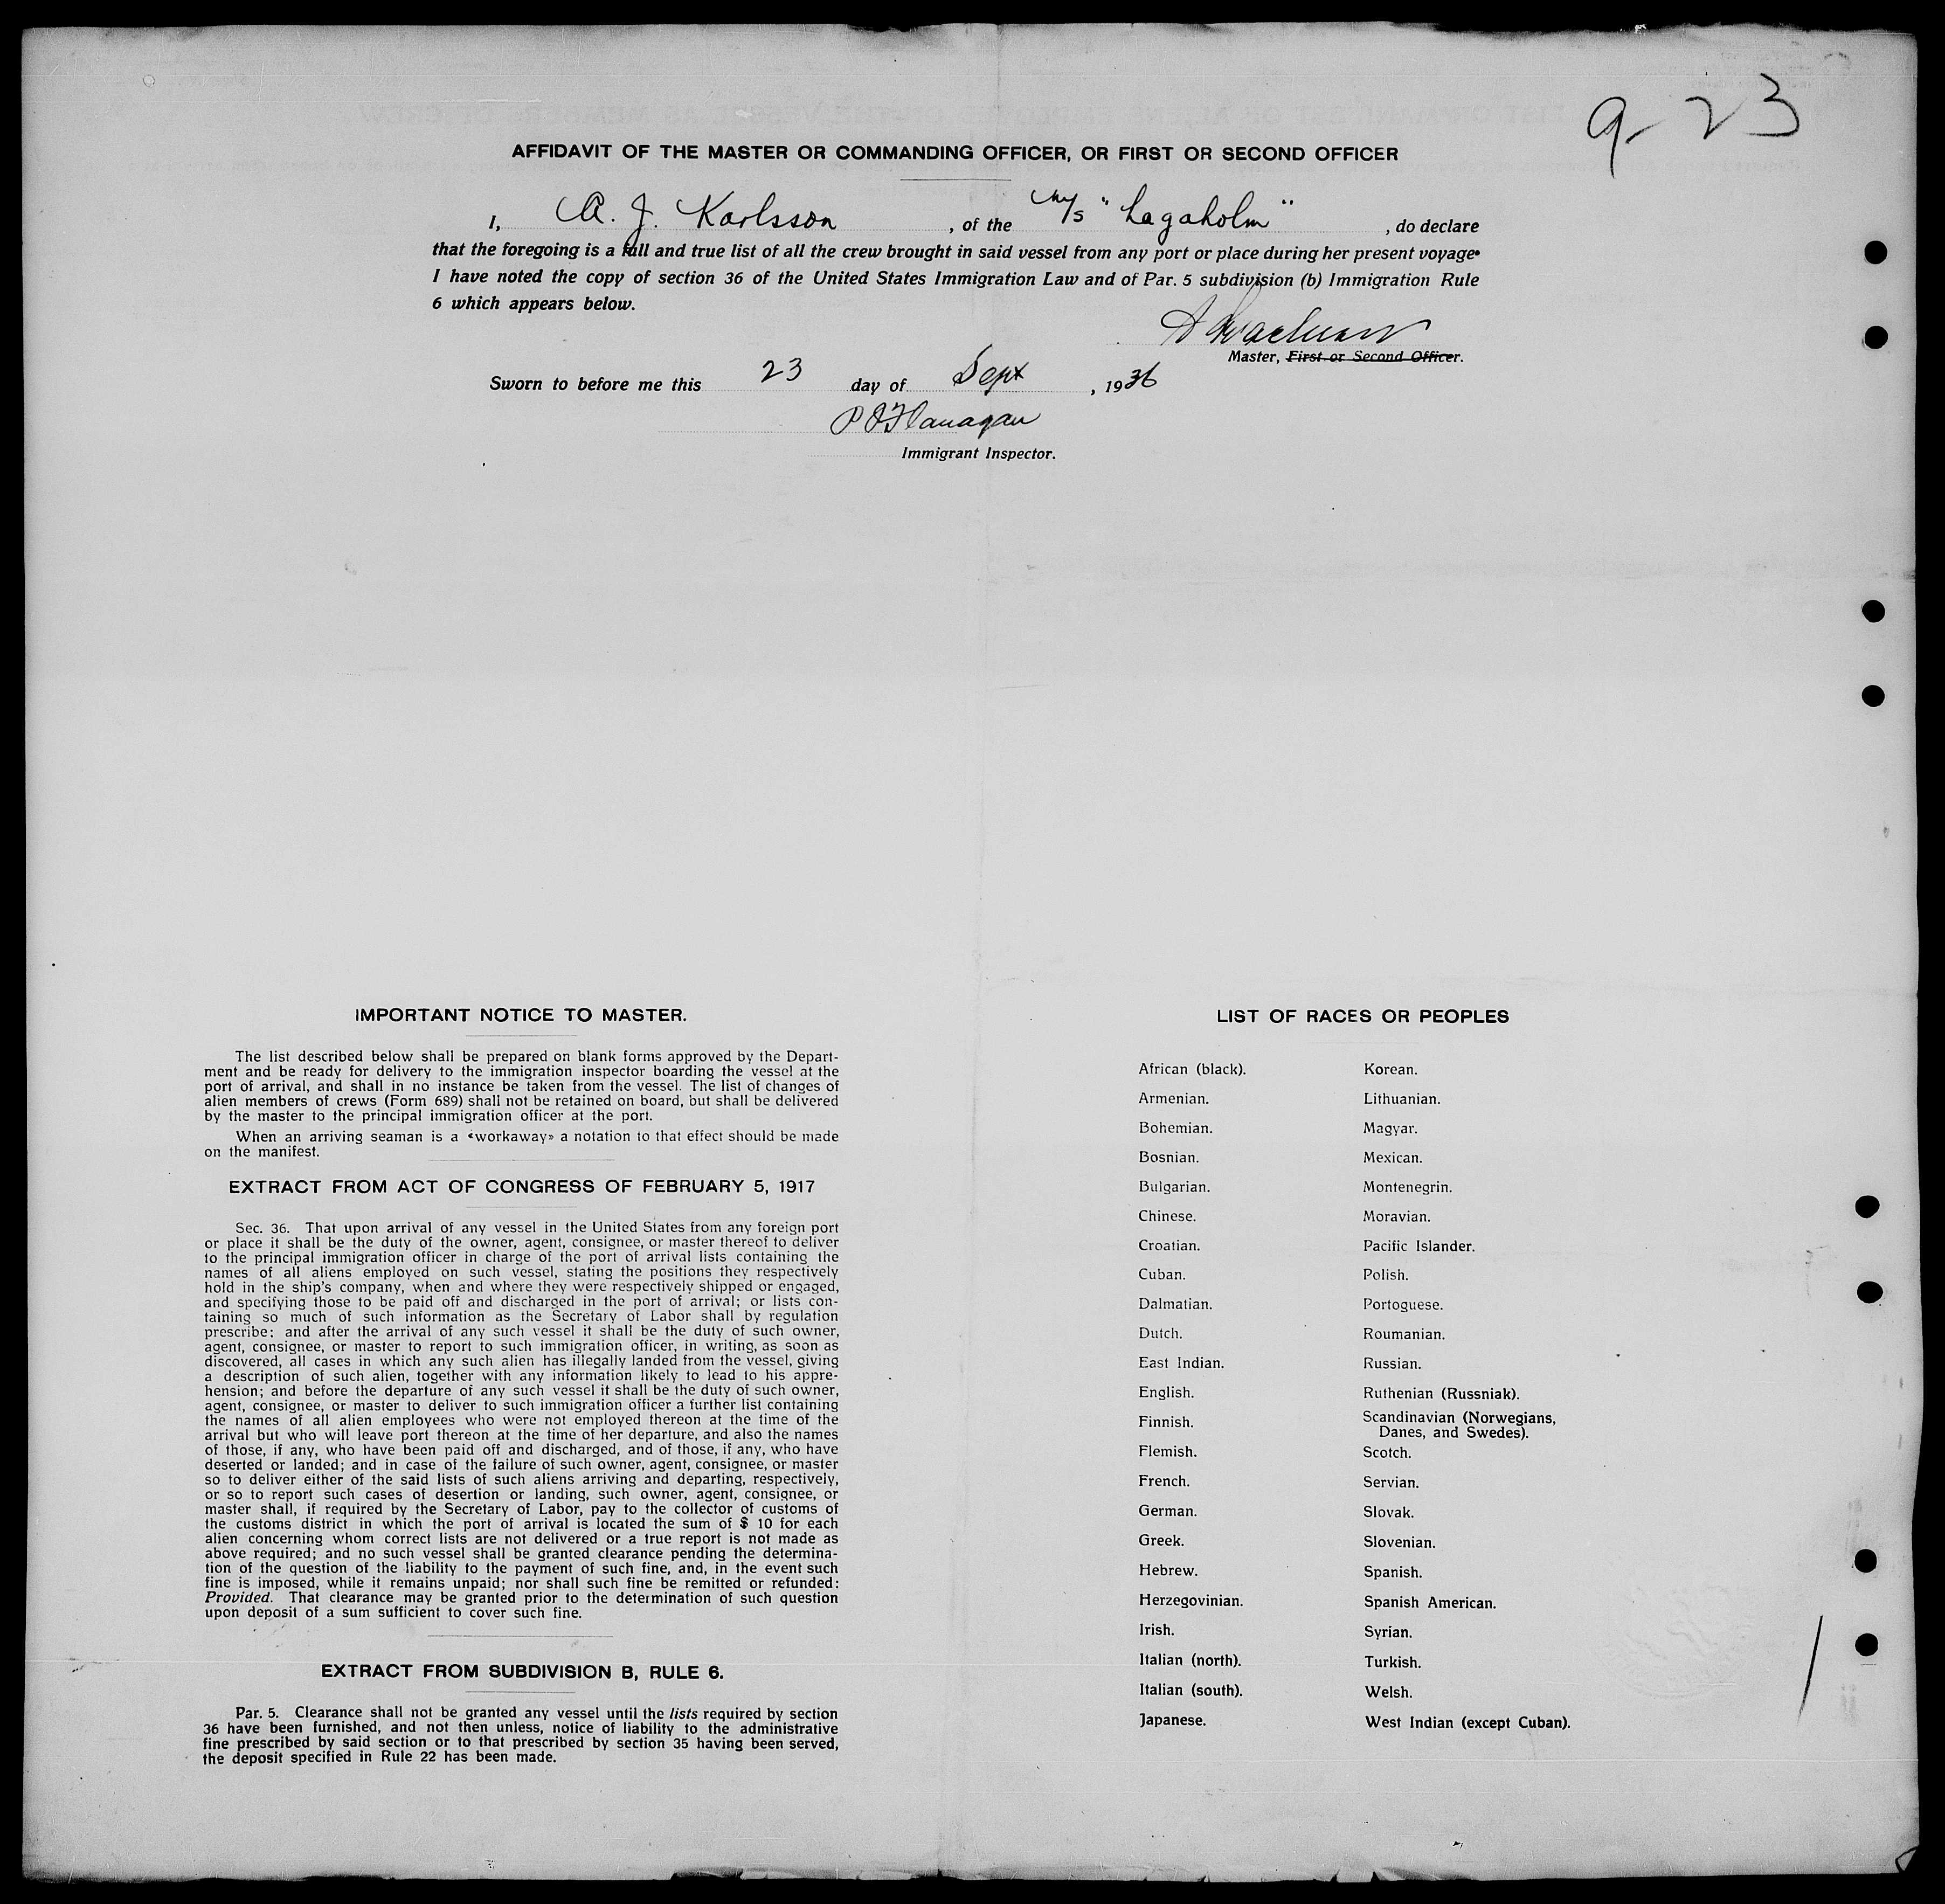 9 23
AFFIDAVIT OF THE MASTER OR COMMANDING OFFICER, OR FIRST OR SECOND OFFICER
I, A. J. Karlsson, of the M/S "Lagaholm", do declare
that the foregoing is a full and true list of all the crew brought in said vessel from any port or place during her present voyage.
I have noted the copy of section 36 of the United States Immigration Law and of Par. 5 subdivision (b) Immigration Rule
6 which appears below.
Master, First or Second Officer.
Sworn to before me this 23 day of Sept, 1936
P J Flanagan
Immigrant Inspector.
IMPORTANT NOTICE TO MASTER.
The list described below shall be prepared on blank forms approved by the Depart-
ment and be ready for delivery to the immigration inspector boarding the vessel at the
port of arrival, and shall in no instance be taken from the vessel. The list of changes of
alien members of crews (Form 689) shall not be retained on board, but shall be delivered
by the master to the principal immigration officer at the port.
When an arriving seaman is a «workaway» a notation to that effect should be made
on the manifest.
EXTRACT FROM ACT OF CONGRESS OF FEBRUARY 5, 1917
Sec. 36. That upon arrival of any vessel in the United States from any foreign port
or place it shall be the duty of the owner, agent, consignee, or master thereof to deliver
to the principal immigration officer in charge of the port of arrival lists containing the
names of all aliens employed on such vessel, stating the positions they respectively
hold in the ship's company, when and where they were respectively shipped or engaged,
and specifying those to be paid off and discharged in the port of arrival; or lists con-
taining so much of such information as the Secretary of Labor shall by regulation
prescribe: and after the arrival of any such vessel it shall be the duty of such owner,
agent, consignee, or master to report to such immigration officer, in writing, as soon as
discovered, all cases in which any such alien has illegally landed from the vessel, giving
a description of such alien, together with any information likely to lead to his appre-
hension; and before the departure of any such vessel it shall be the duty of such owner,
agent, consignee, or master to deliver to such immigration officer a further list containing
the names of all alien employees who were not employed thereon at the time of the
arrival but who will leave port thereon at the time of her departure, and also the names
of those, if any, who have been paid off and discharged, and of those, if any, who have
deserted or landed; and in case of the failure of such owner, agent, consignee, or master
so to deliver either of the said lists of such aliens arriving and departing, respectively,
or so to report such cases of desertion or landing, such owner, agent, consignee, or
master shall, if required by the Secretary of Labor, pay to the collector of customs of
the customs district in which the port of arrival is located the sum of $ 10 for each
alien concerning whom correct lists are not delivered or a true report is not made as
above required; and no such vessel shall be granted clearance pending the determina-
tion of the question of the liability to the payment of such fine, and, in the event such
fine is imposed, while it remains unpaid; nor shall such fine be remitted or refunded:
Provided. That clearance may be granted prior to the determination of such question
upon deposit of a sum sufficient to cover such fine.
EXTRACT FROM SUBDIVISION B, RULE 6.
Par. 5. Clearance shall not be granted any vessel until the lists required by section
36 have been furnished, and not then unless, notice of liability to the administrative
fine prescribed by said section or to that prescribed by section 35 having been served,
the deposit specified in Rule 22 has been made.
LIST OF RACES OR PEOPLES
African (black).
Armenian.
Bohemian.
Bosnian.
Bulgarian.
Chinese.
Croatian.
Cuban.
Dalmatian.
Dutch.
East Indian.
English.
Finnish.
Flemish.
French.
German.
Greek.
Hebrew.
Herzegovinian.
Irish.
Italian (north).
Italian (south).
Japanese.
Korean.
Lithuanian.
Magyar.
Mexican.
Montenegrin.
Moravian.
Pacific Islander.
Polish.
Portoguese.
Roumanian.
Russian.
Ruthenian (Russniak).
Scandinavian (Norwegians,
Danes, and Swedes).
Scotch.
Servian.
Slovak.
Slovenian.
Spanish.
Spanish American.
Syrian.
Turkish.
Welsh.
West Indian (except Cuban).